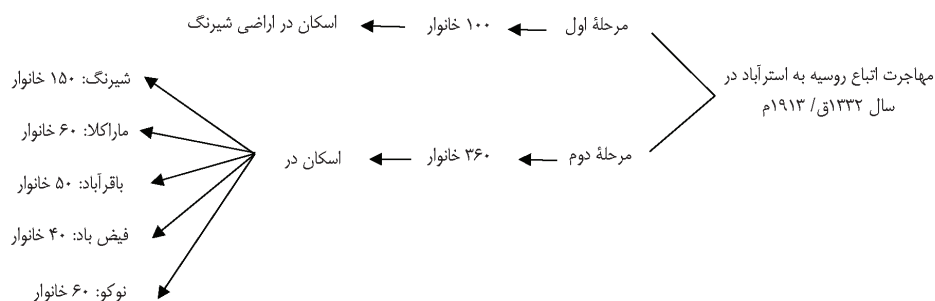 مهاجرت اتباع روسیه به استرآباد در
سال ۱۳۳۲ق/ ۱۹۱۳م
مرحلهٔ اول
۱۰۰ خانوار
اسکان در اراضی شیرنگ
مرحلهٔ دوم
۳۶۰ خانوار
اسکان در
شیرنگ: ۱۵۰ خانوار
ماراکلا: ۶۰ خانوار
باقرآباد: ۵۰ خانوار
فیض باد: ۴۰ خانوار
نوکو: ۶۰ خانوار